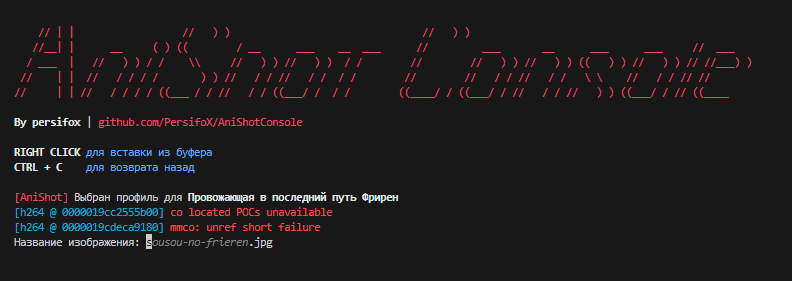 AniShot Console
By persifox | github.com/PersifoX/AniShotConsole
RIGHT CLICK для вставки из буфера
CTRL + C для возврата назад
[AniShot] Выбран профиль для Провожающая в последний путь Фрирен
[h264 @ 0000019cc2555b00] co located POCs unavailable
[h264 @ 0000019cdeca9180] mmco: unref short failure
Название изображения: sousou-no-frieren.jpg